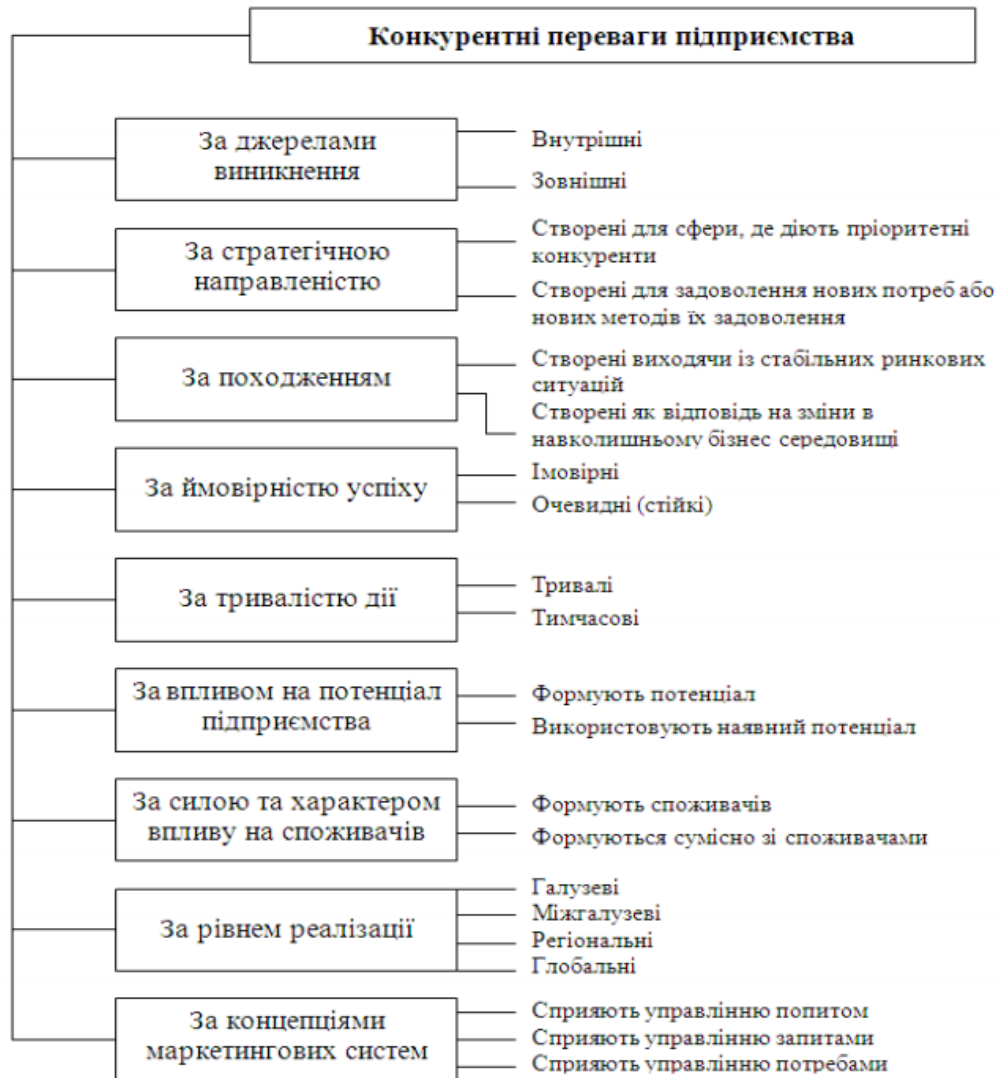 Конкурентні переваги підприємства
За джерелами
виникнення
Внутрішні
Зовнішні
За стратегічною
направленістю
Створені для сфери, де діють пріоритетні
конкуренти
Створені для задоволення нових потреб або
нових методів їх задоволення
За походженням
Створені виходячи із стабільних ринкових
ситуацій
Створені як відповідь на зміни в
навколишньому бізнес середовищі
За ймовірністю успіху
Імовірні
Очевидні (стійкі)
За тривалістю дії
Тривалі
Тимчасові
За впливом на потенціал
підприємства
Формують потенціал
Використовують наявний потенціал
За силою та характером
впливу на споживачів
Формують споживачів
Формуються сумісно зі споживачами
За рівнем реалізації
Галузеві
Міжгалузеві
Регіональні
Глобальні
За концепціями
маркетингових систем
Сприяють управлінню попитом
Сприяють управлінню запитами
Сприяють управлінню потребами